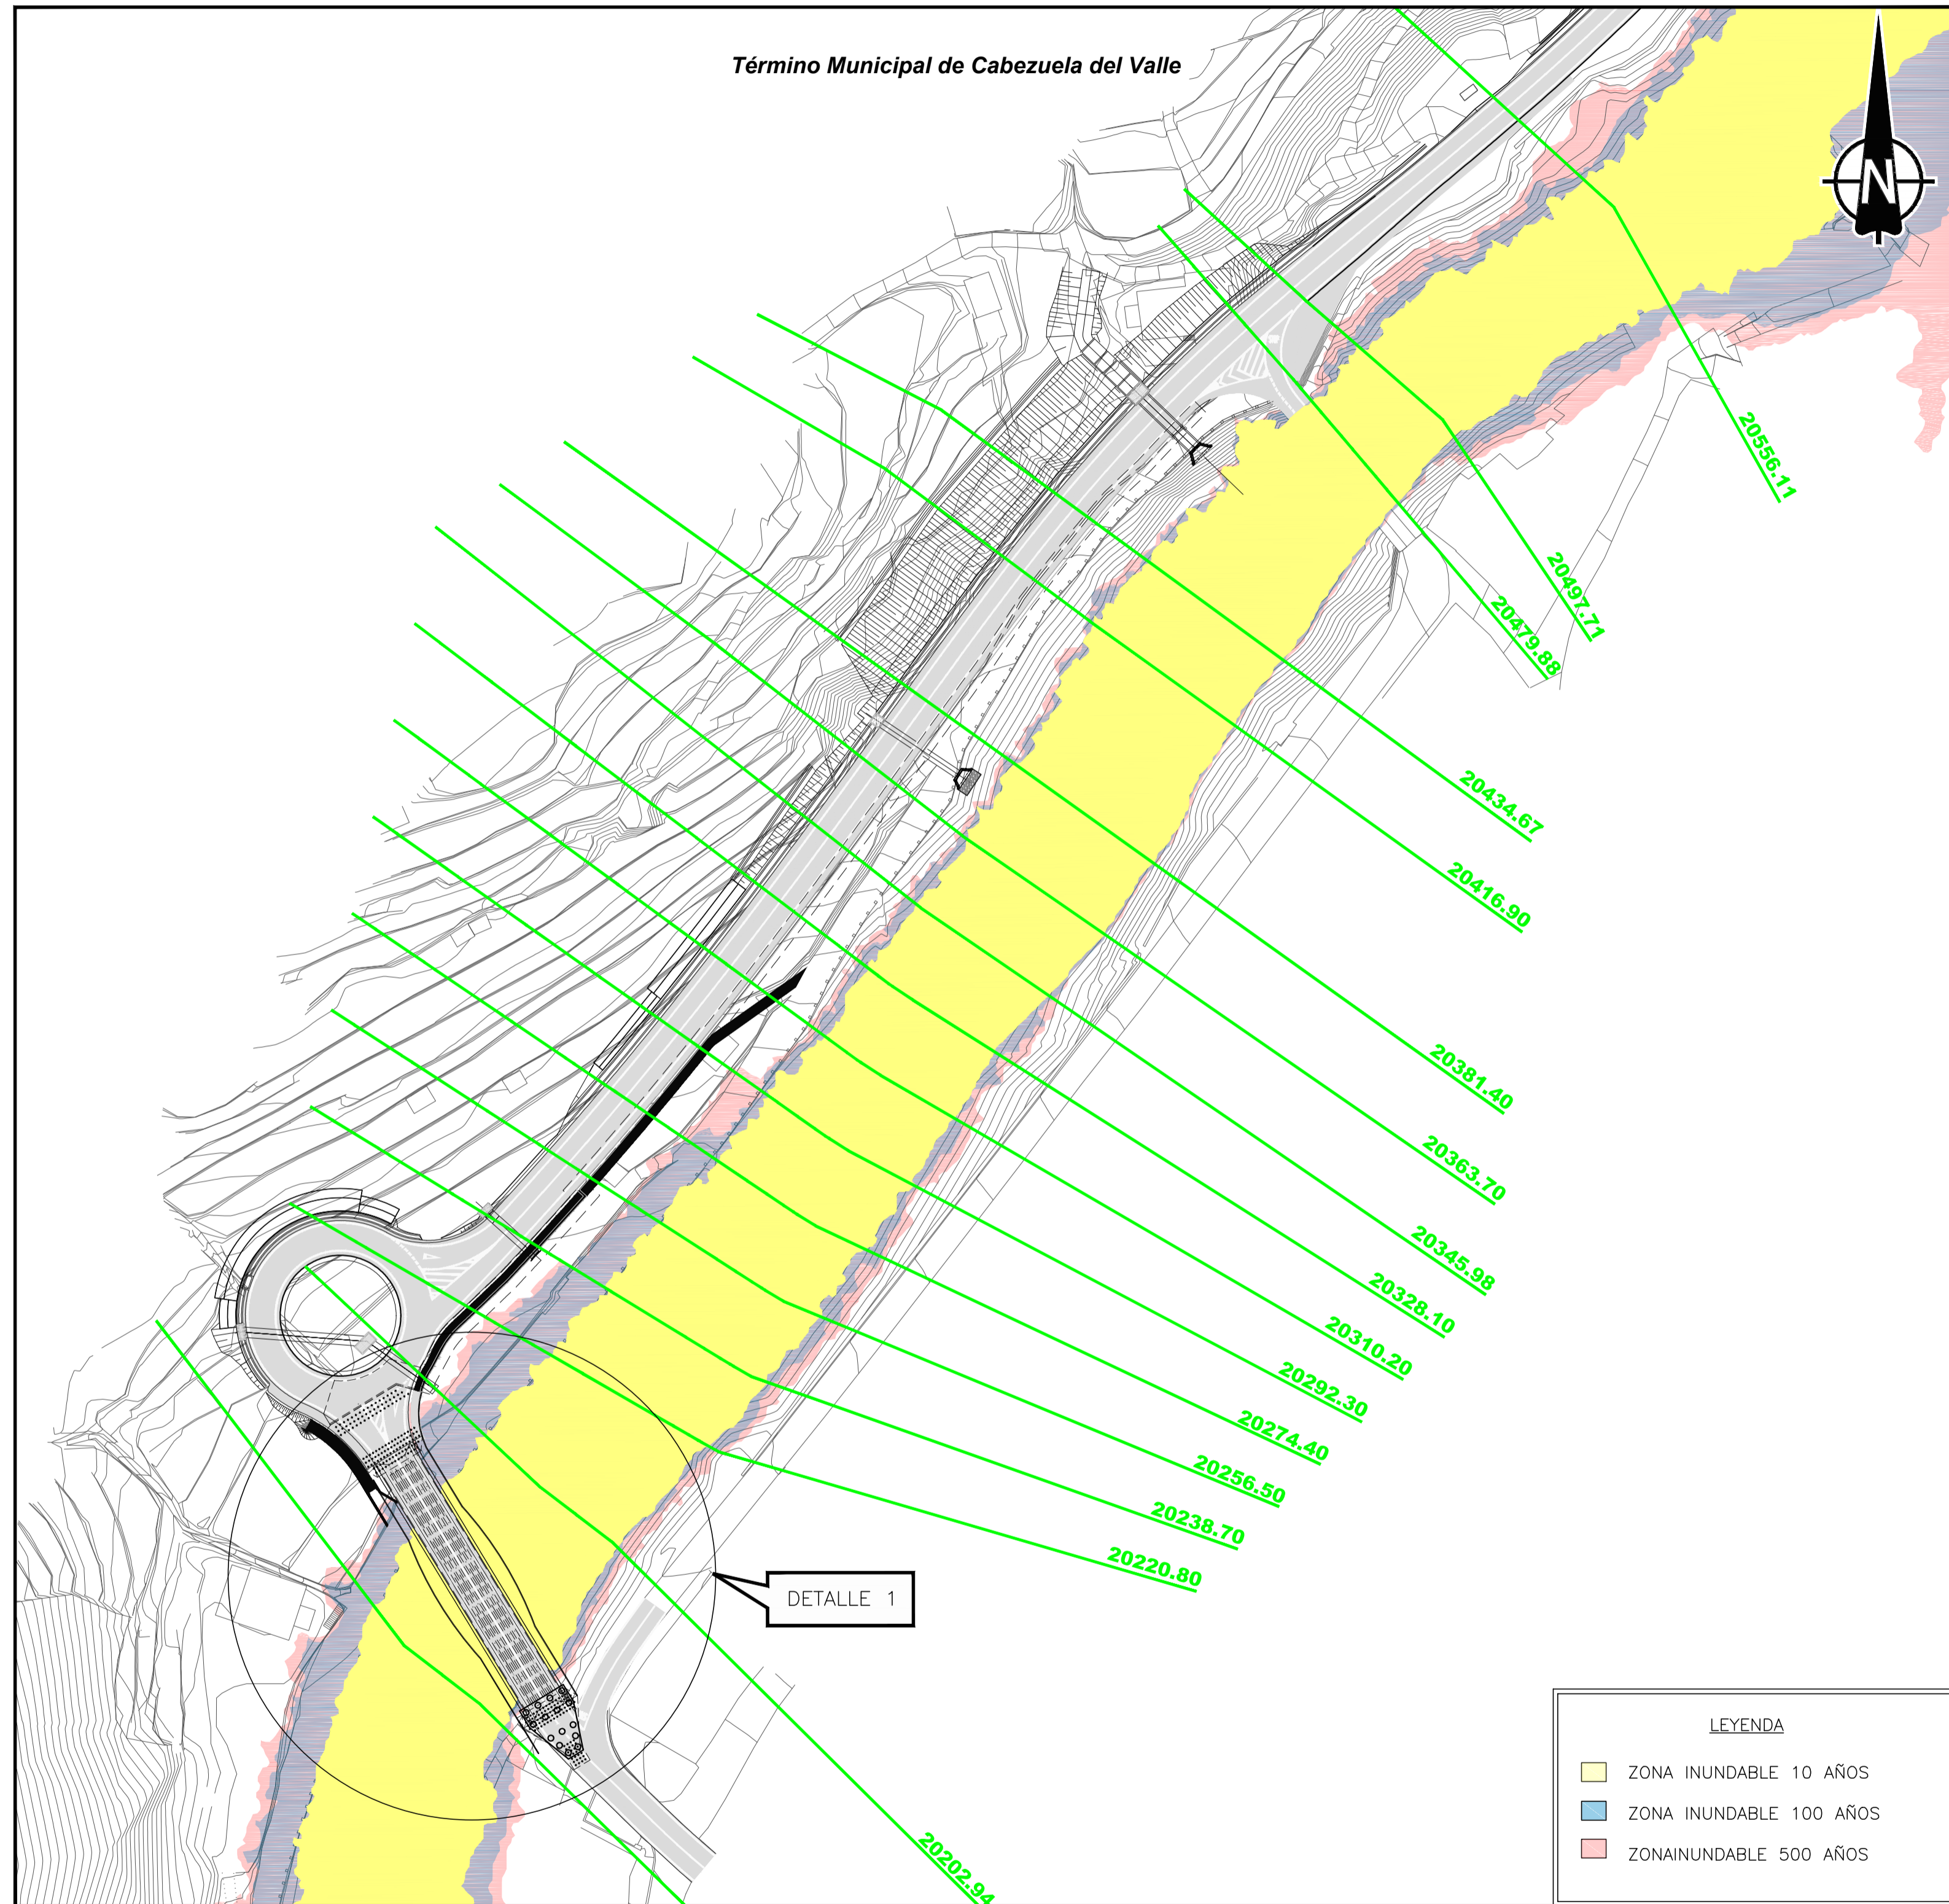 Término Municipal de Cabezuela del Valle
N
20556.11
20497.71
20479.88
20434.67
20416.90
20381.40
20363.70
20345.98
20328.10
20310.20
20292.30
20274.40
20256.50
20238.70
20220.80
DETALLE 1
20202.94
LEYENDA
ZONA INUNDABLE 10 AÑOS
ZONA INUNDABLE 100 AÑOS
ZONAINUNDABLE 500 AÑOS